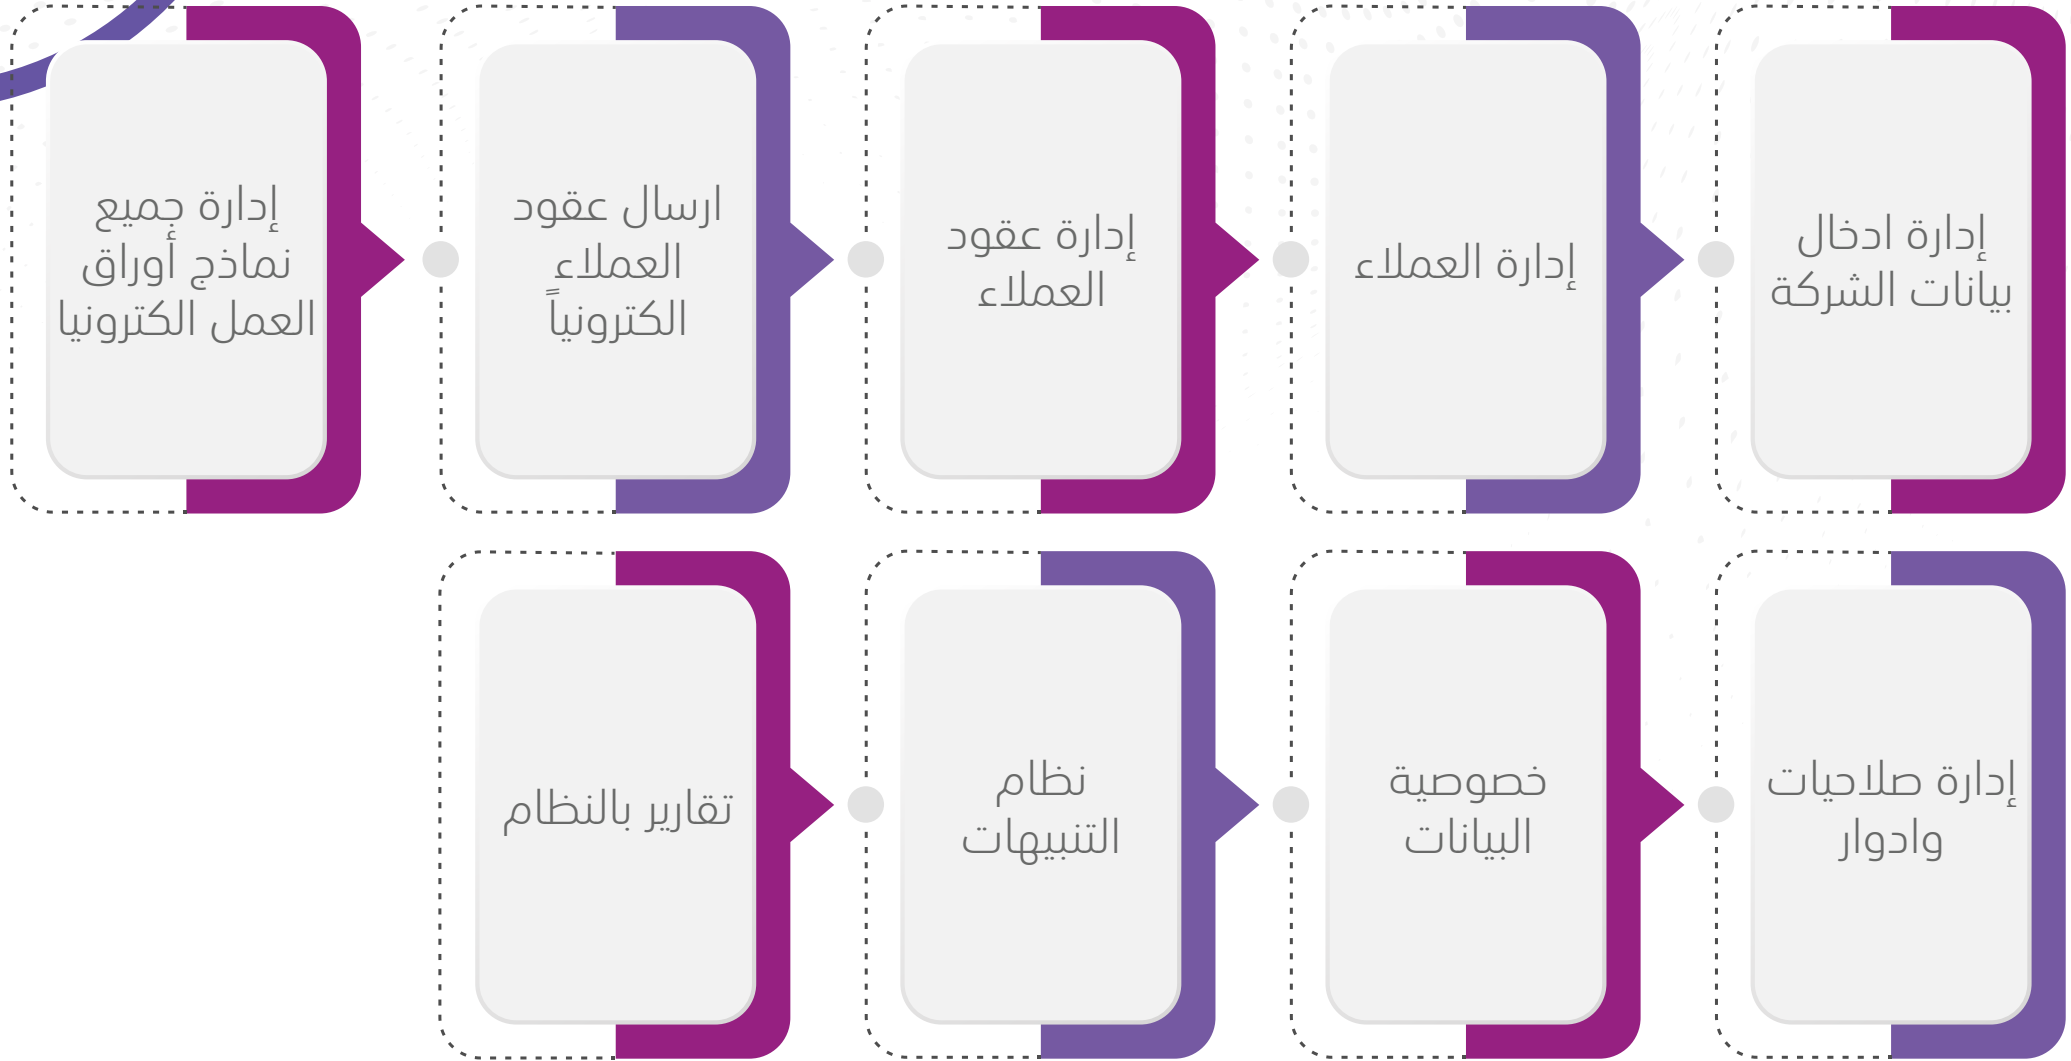 إدارة ادخال
بيانات الشركة
إدارة العملاء
إدارة عقود
العملاء
ارسال عقود
العملاء
الكترونياً
إدارة جميع
نماذج أوراق
العمل الكترونيا
إدارة صلاحيات
وادوار
خصوصية
البيانات
نظام
التنبيهات
تقارير بالنظام